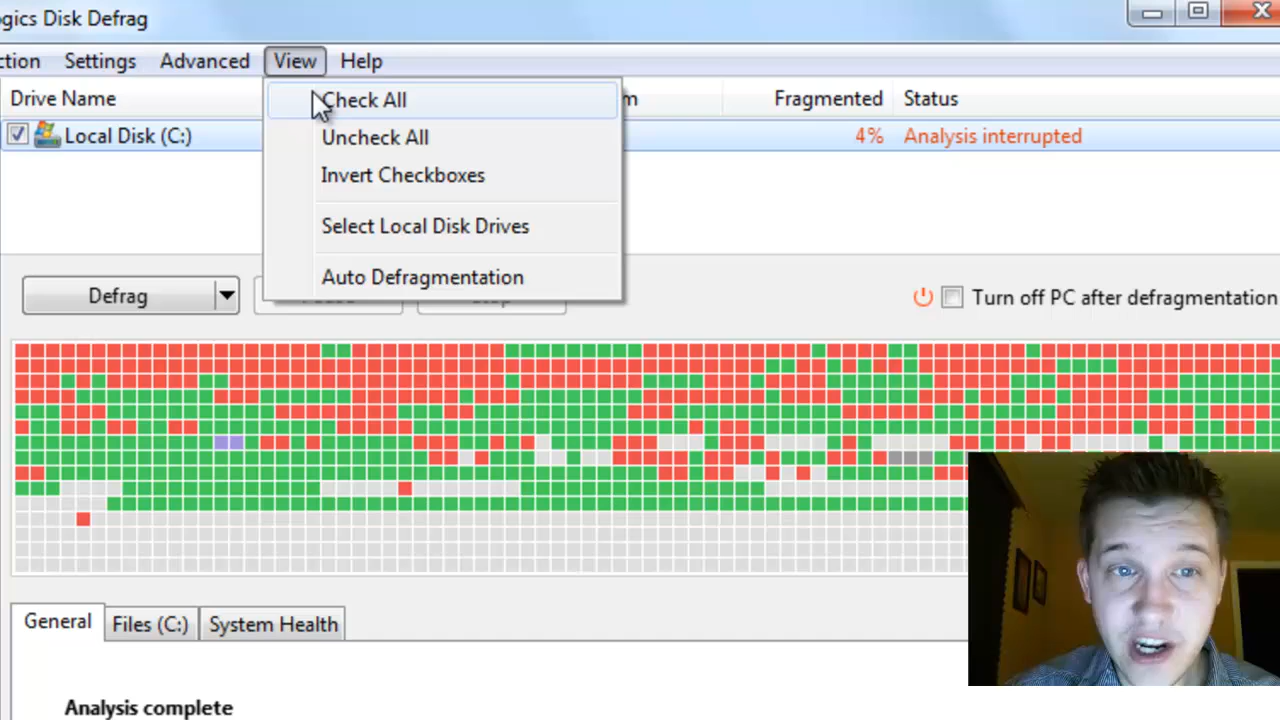 ogics Disk Defrag
ction Settings Advanced View Help
Drive Name m Fragmented Status
Check All
Local Disk (C:) 4% Analysis interrupted
Uncheck All
Invert Checkboxes
Select Local Disk Drives
Auto Defragmentation
Defrag Turn off PC after defragmentation
General Files (C:) System Health
Analysis complete